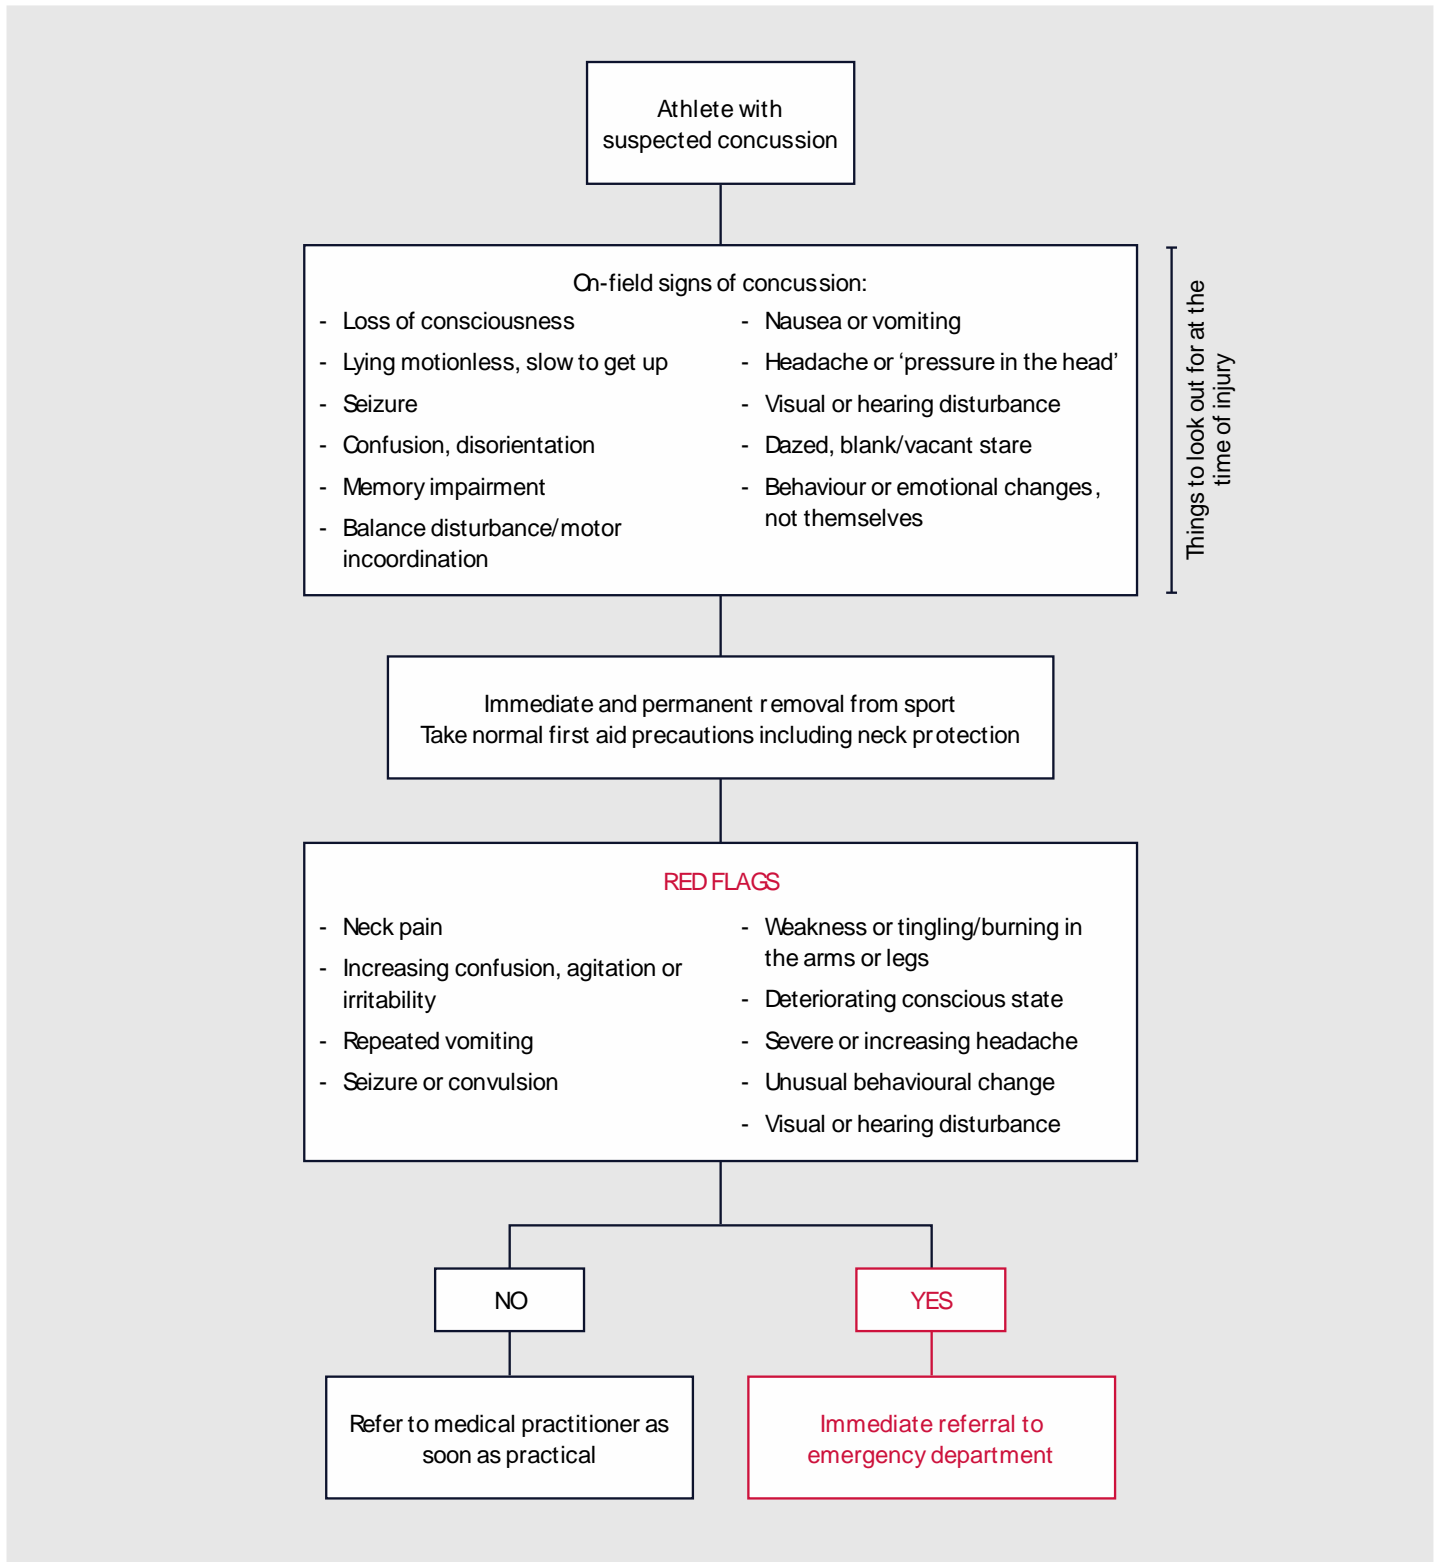 Athlete with
suspected concussion
On-field signs of concussion:
- Loss of consciousness
- Lying motionless, slow to get up
- Seizure
- Confusion, disorientation
- Memory impairment
- Balance disturbance/motor
incoordination
- Nausea or vomiting
- Headache or ‘pressure in the head’
- Visual or hearing disturbance
- Dazed, blank/vacant stare
- Behaviour or emotional changes,
not themselves
Things to look out for at the
time of injury
Immediate and permanent removal from sport
Take normal first aid precautions including neck protection
RED FLAGS
- Neck pain
- Increasing confusion, agitation or
irritability
- Repeated vomiting
- Seizure or convulsion
- Weakness or tingling/burning in
the arms or legs
- Deteriorating conscious state
- Severe or increasing headache
- Unusual behavioural change
- Visual or hearing disturbance
NO
YES
Refer to medical practitioner as
soon as practical
Immediate referral to
emergency department